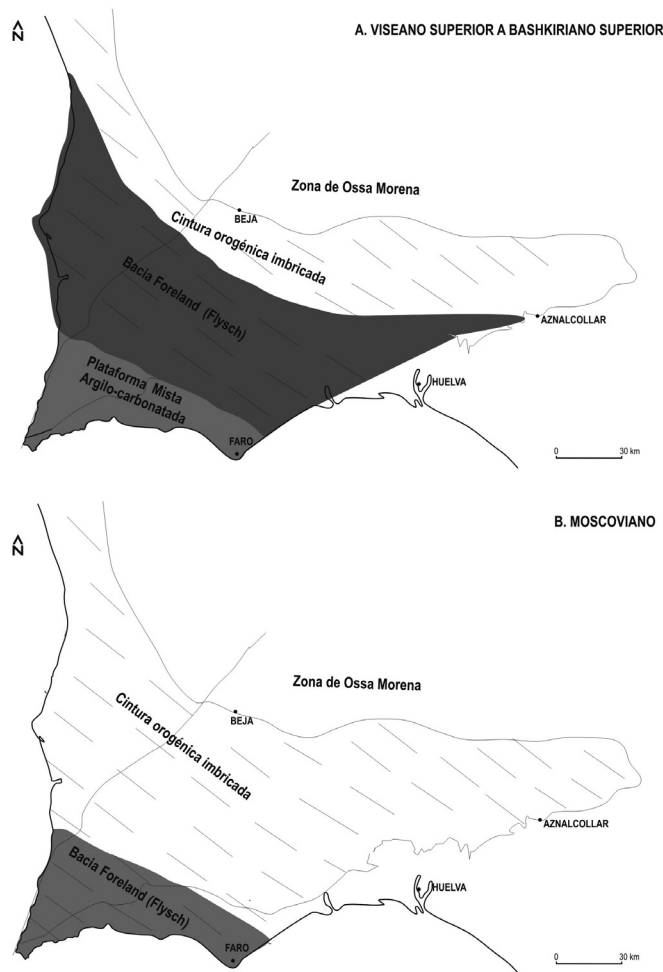 A. VISEANO SUPERIOR A BASHKIRIANO SUPERIOR
N
Zona de Ossa Morena
BEJA
Cintura orogénica imbricada
Bacia Foreland (Flysch)
AZNALCOLLAR
Plataforma Mista
Argilo-carbonatada
HUELVA
FARO
0 30 km
B. MOSCOVIANO
N
Zona de Ossa Morena
BEJA
Cintura orogénica imbricada
AZNALCOLLAR
Bacia Foreland (Flysch)
HUELVA
FARO
0 30 km